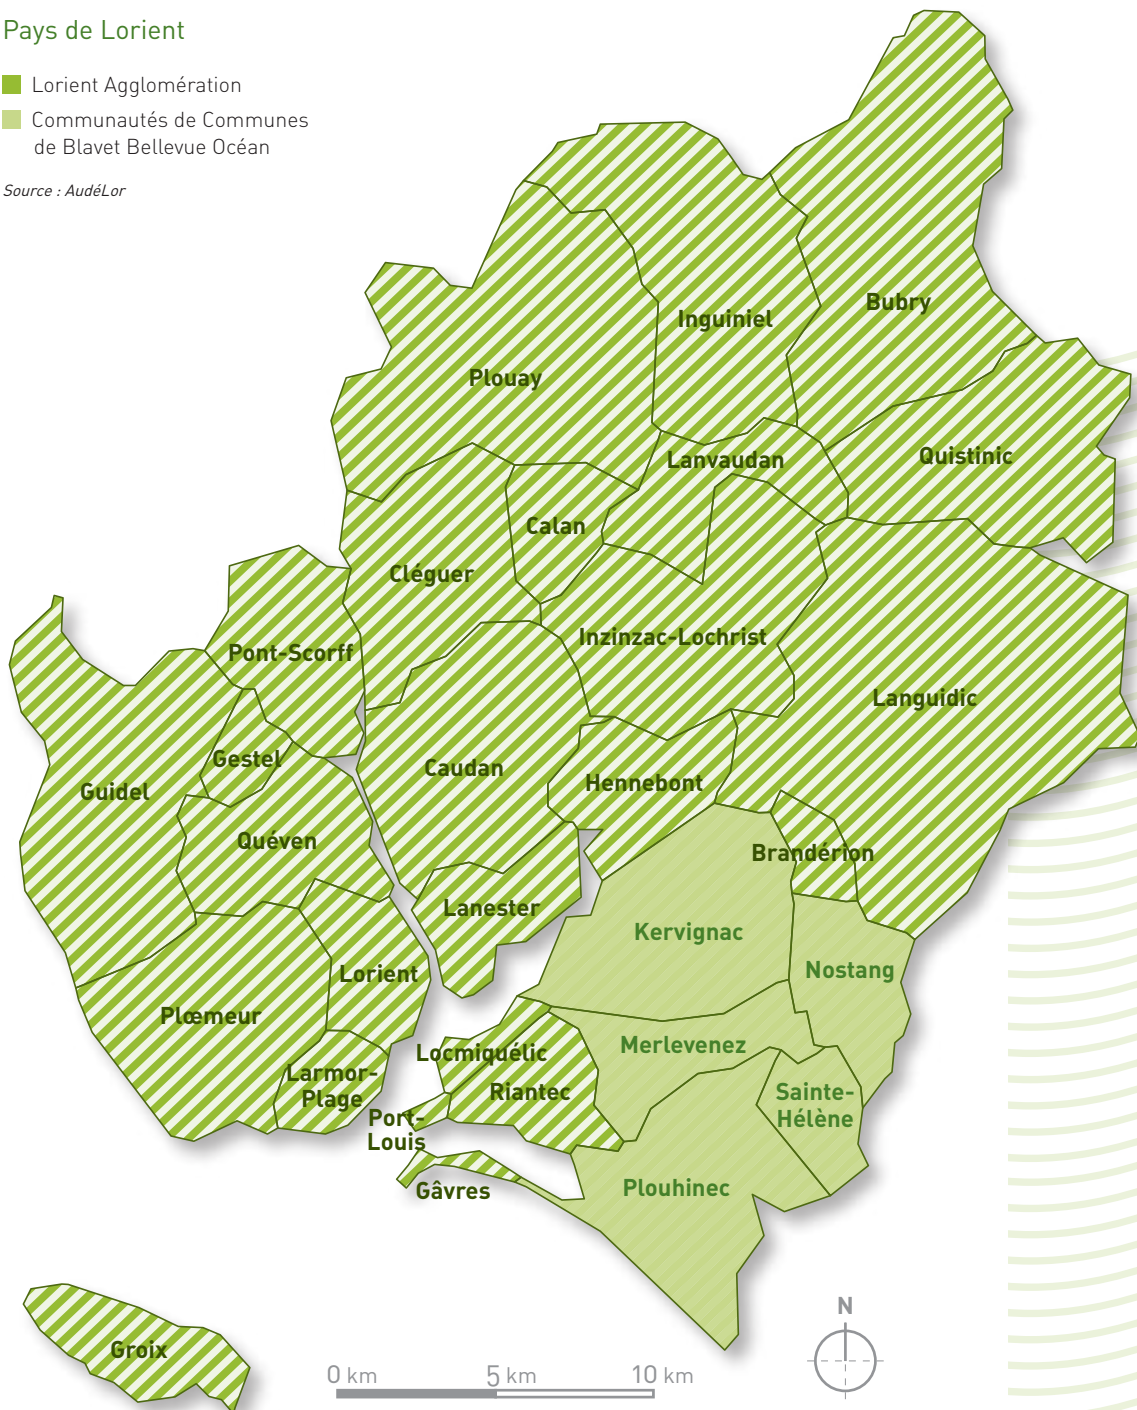 Pays de Lorient
Lorient Agglomération
Communautés de Communes
de Blavet Bellevue Océan
Source : AudéLor
Bubry
Inguiniel
Plouay
Quistinic
Lanvaudan
Calan
Cléguer
Inzinzac-Lochrist
Pont-Scorff
Languidic
Gestel
Caudan
Hennebont
Guidel
Quéven
Brandérion
Lanester
Kervignac
Nostang
Lorient
Plœmeur
Merlevenez
Locmiquélic
Larmor-
Plage
Riantec
Sainte-
Hélène
Port-
Louis
Plouhinec
Gâvres
N
Groix
0 km
5 km
10 km